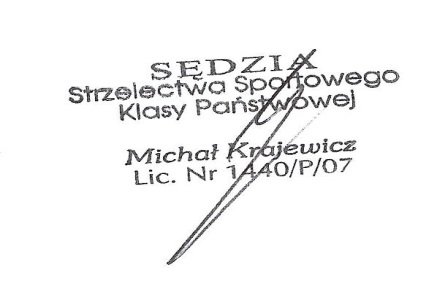 SĘDZIA
Strzelectwa Sportowego
Klasy Państwowej
Michał Krajewicz
Lic. Nr 1440/P/07